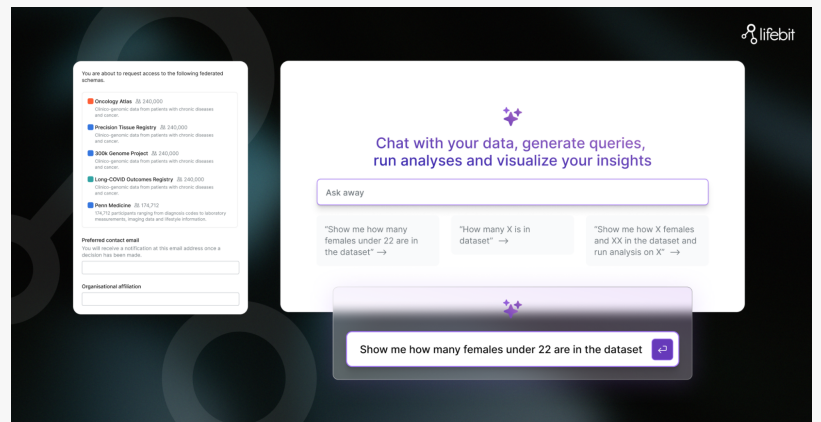 lifebit
You are about to request access to the following federated
schemas.
Oncology Atlas 240,000
Clinico-genomic data from patients with chronic diseases
and cancer.
Precision Tissue Registry 240,000
Clinico-genomic data from patients with chronic diseases
and cancer.
300k Genome Project 240,000
Clinico-genomic data from patients with chronic diseases
and cancer.
Long-COVID Outcomes Registry 240,000
Clinico-genomic data from patients with chronic diseases
and cancer.
Penn Medicine 174,712
174,712 participants ranging from diagnosis codes to laboratory
measurements, imaging data and lifestyle information.
Preferred contact email
You will receive a notification at this email address once a
decision has been made.
Organisational affiliation
Chat with your data, generate queries,
run analyses and visualize your insights
Ask away
"Show me how many
females under 22 are in
the dataset" →
"How many X is in
dataset" →
"Show me how X females
and XX in the dataset and
run analysis on X" →
Show me how many females under 22 are in the dataset